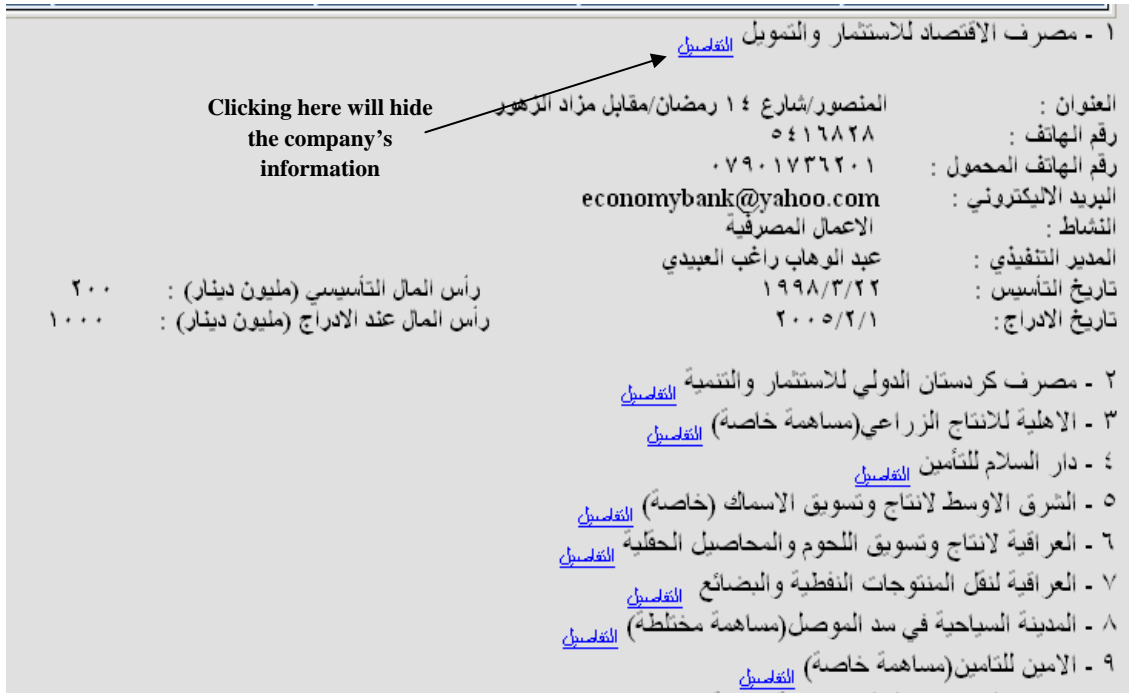 ١ - مصرف الاقتصاد للاستثمار والتمويل التفاصيل
Clicking here will hide
the company's
information
العنوان : المنصور/شارع ١٤ رمضان/مقابل مزاد الزهور
رقم الهاتف : ٥٤١٦٨٢٨
رقم الهاتف المحمول : ٠٧٩٠١٧٣٦٢٠١
البريد الاليكتروني : economybank@yahoo.com
النشاط : الاعمال المصرفية
المدير التنفيذي : عبد الوهاب راغب العبيدي
تاريخ التأسيس : ١٩٩٨/٣/٢٢ رأس المال التأسيسي (مليون دينار) : ٢٠٠
تاريخ الادراج : ٢٠٠٥/٢/١ رأس المال عند الادراج (مليون دينار) : ١٠٠٠
٢ - مصرف كردستان الدولي للاستثمار والتنمية التفاصيل
٣ - الاهلية للانتاج الزراعي(مساهمة خاصة) التفاصيل
٤ - دار السلام للتأمين التفاصيل
٥ - الشرق الاوسط لانتاج وتسويق الاسماك (خاصة) التفاصيل
٦ - العراقية لانتاج وتسويق اللحوم والمحاصيل الحقلية التفاصيل
٧ - العراقية لنقل المنتوجات النفطية والبضائع التفاصيل
٨ - المدينة السياحية في سد الموصل(مساهمة مختلطة) التفاصيل
٩ - الامين للتامين(مساهمة خاصة) التفاصيل